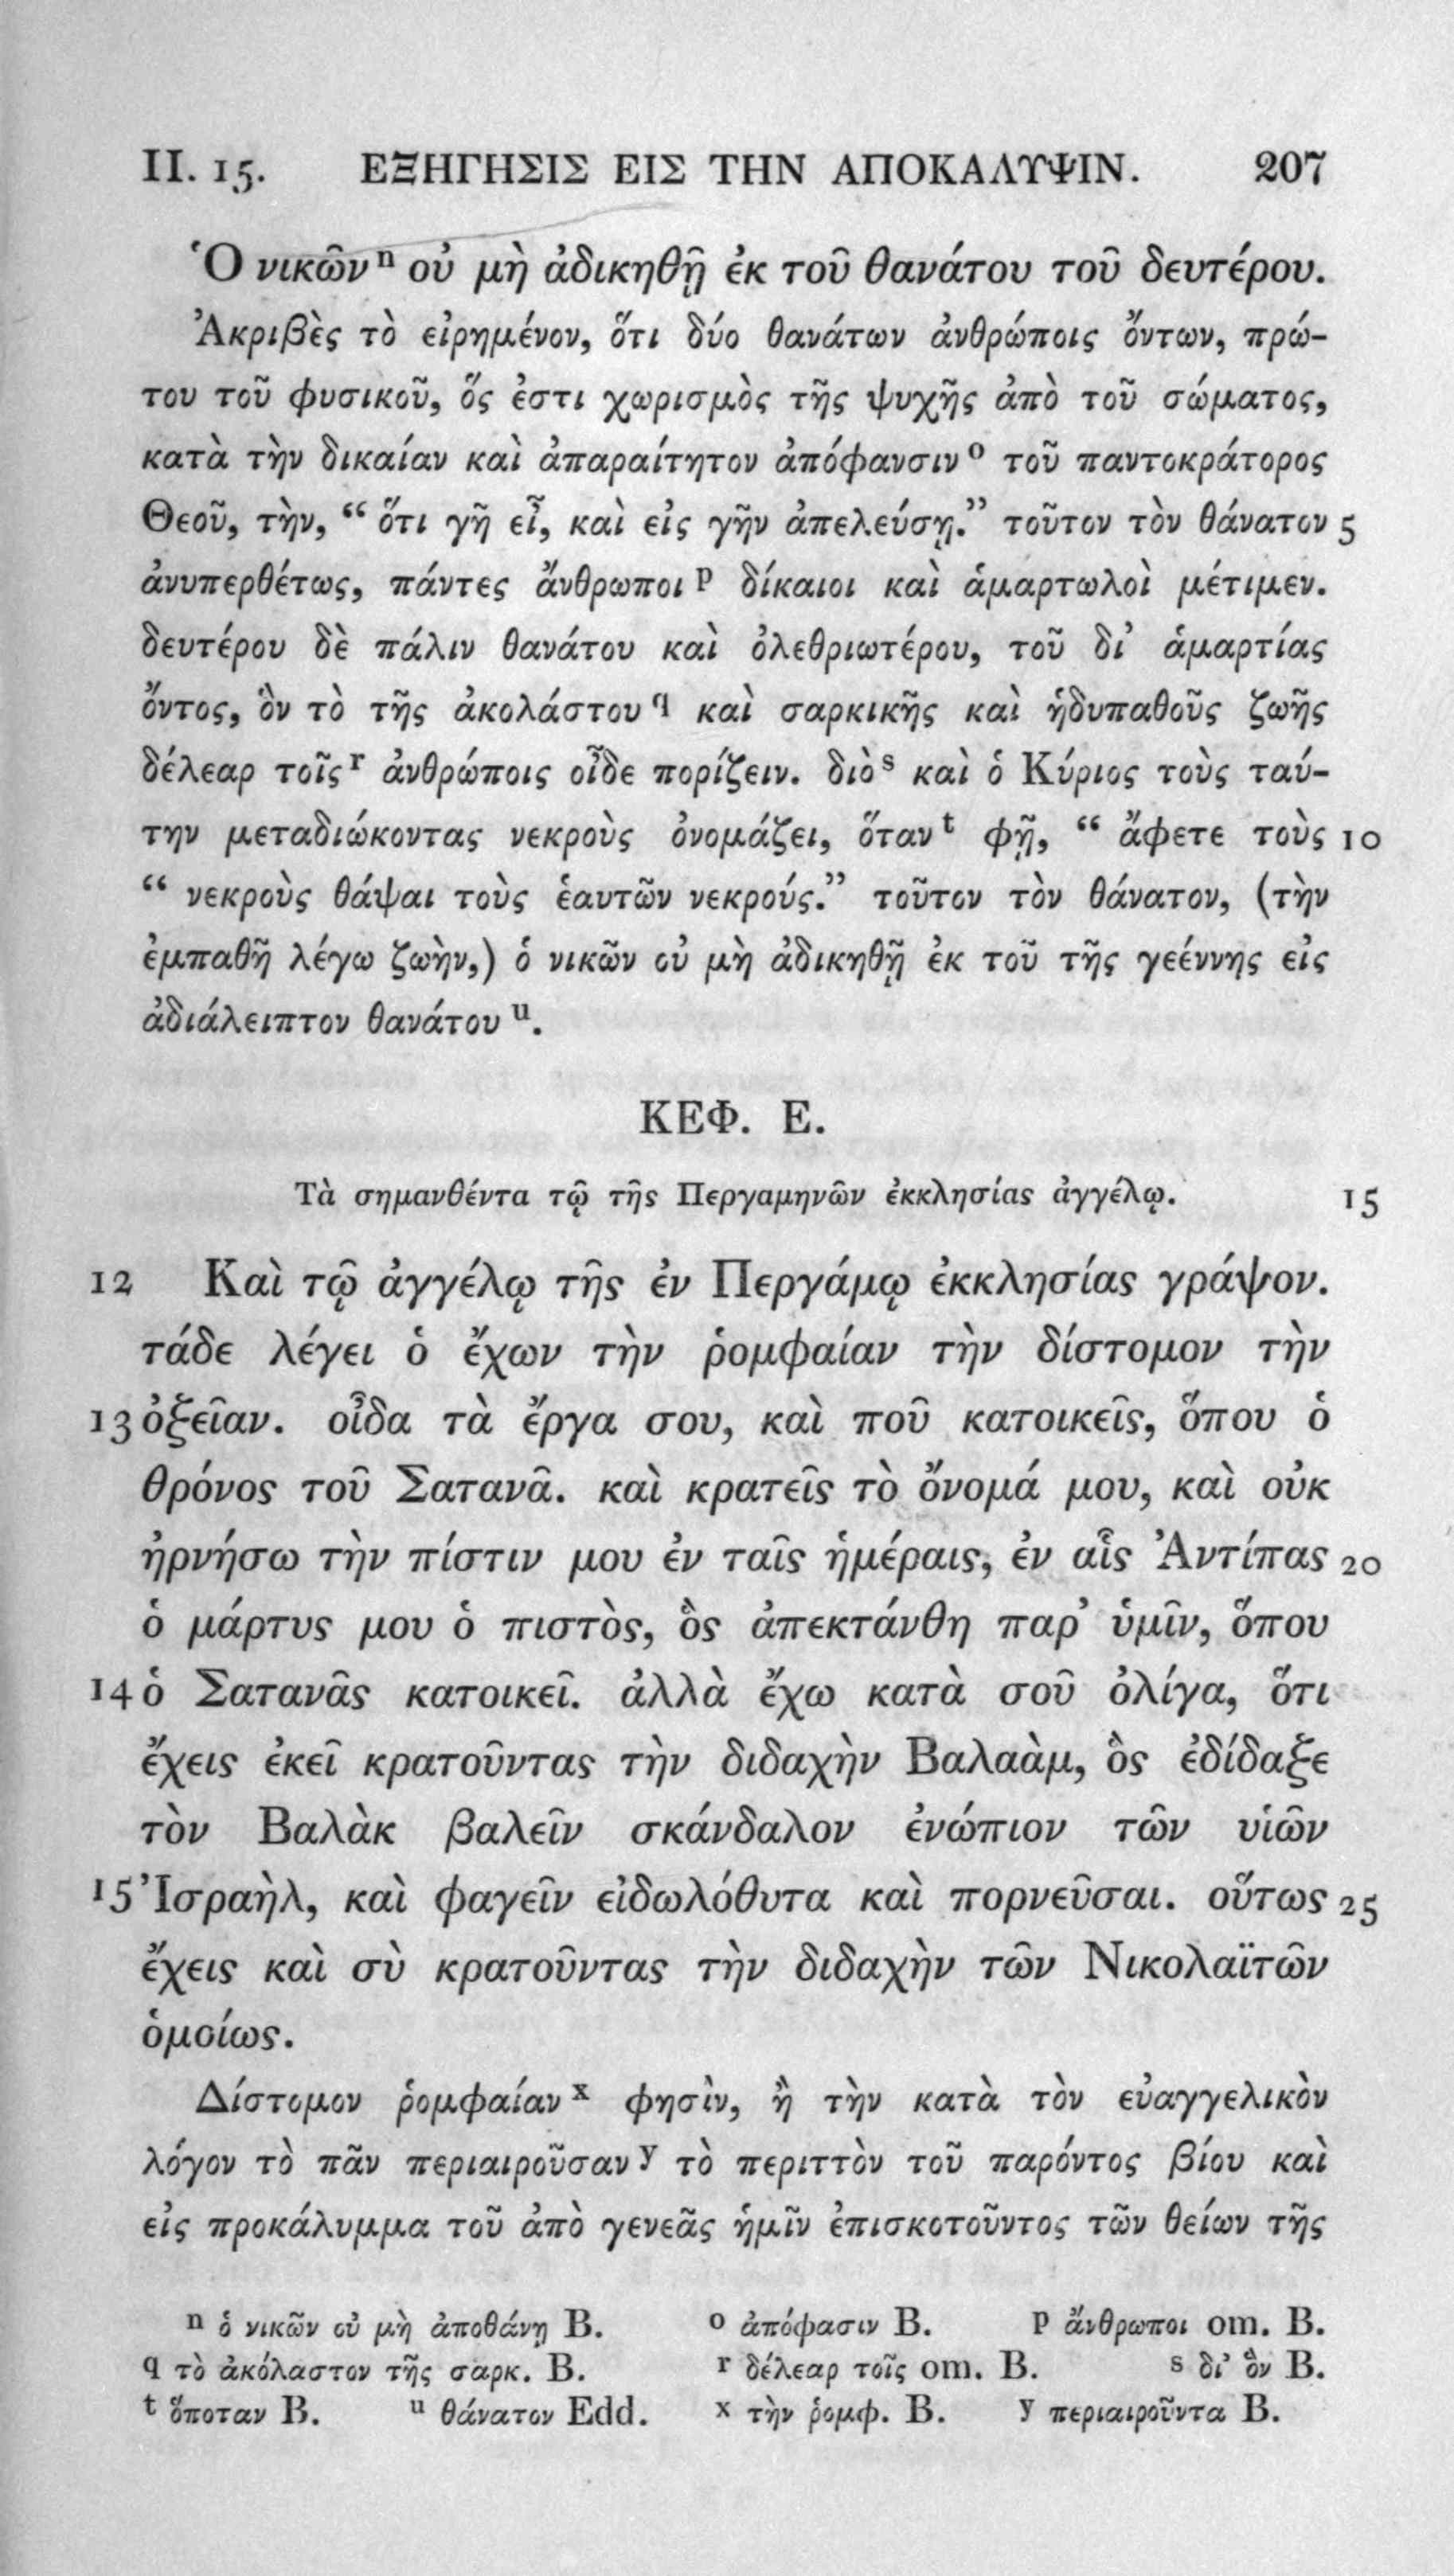 II. 15. ΕΞΗΓΗΣΙΣ ΕΙΣ ΤΗΝ ΑΠΟΚΑΛΥΨΙΝ. 207
Ὁ νικῶν n οὐ μὴ ἀδικηθῇ ἐκ τοῦ θανάτου τοῦ δευτέρου.
Ἀκριβὲς τὸ εἰρημένον, ὅτι δύο θανάτων ἀνθρώποις ὄντων, πρώ-
του τοῦ φυσικοῦ, ὅς ἐστι χωρισμὸς τῆς ψυχῆς ἀπὸ τοῦ σώματος,
κατὰ τὴν δικαίαν καὶ ἀπαραίτητον ἀπόφανσιν o τοῦ παντοκράτορος
Θεοῦ, τὴν, “ ὅτι γῆ εἶ, καὶ εἰς γῆν ἀπελεύσῃ.” τοῦτον τὸν θάνατον 5
ἀνυπερθέτως, πάντες ἄνθρωποι p δίκαιοι καὶ ἁμαρτωλοὶ μέτιμεν.
δευτέρου δὲ πάλιν θανάτου καὶ ὀλεθριωτέρου, τοῦ δι’ ἁμαρτίας
ὄντος, ὃν τὸ τῆς ἀκολάστου q καὶ σαρκικῆς καὶ ἡδυπαθοῦς ζωῆς
δέλεαρ τοῖς r ἀνθρώποις οἶδε πορίζειν. διὸ s καὶ ὁ Κύριος τοὺς ταύ-
την μεταδιώκοντας νεκροὺς ὀνομάζει, ὅταν t φῇ, “ ἄφετε τοὺς 10
“ νεκροὺς θάψαι τοὺς ἑαυτῶν νεκρούς.” τοῦτον τὸν θάνατον, (τὴν
ἐμπαθῆ λέγω ζωὴν,) ὁ νικῶν οὐ μὴ ἀδικηθῇ ἐκ τοῦ τῆς γεέννης εἰς
ἀδιάλειπτον θανάτου u.
ΚΕΦ. Ε.
Τὰ σημανθέντα τῷ τῆς Περγαμηνῶν ἐκκλησίας ἀγγέλῳ. 15
12 Καὶ τῷ ἀγγέλῳ τῆς ἐν Περγάμῳ ἐκκλησίας γράψον.
τάδε λέγει ὁ ἔχων τὴν ῥομφαίαν τὴν δίστομον τὴν
13 ὀξεῖαν. οἶδα τὰ ἔργα σου, καὶ ποῦ κατοικεῖς, ὅπου ὁ
θρόνος τοῦ Σατανᾶ. καὶ κρατεῖς τὸ ὄνομά μου, καὶ οὐκ
ἠρνήσω τὴν πίστιν μου ἐν ταῖς ἡμέραις, ἐν αἷς Ἀντίπας 20
ὁ μάρτυς μου ὁ πιστὸς, ὃς ἀπεκτάνθη παρ’ ὑμῖν, ὅπου
14 ὁ Σατανᾶς κατοικεῖ. ἀλλὰ ἔχω κατὰ σοῦ ὀλίγα, ὅτι
ἔχεις ἐκεῖ κρατοῦντας τὴν διδαχὴν Βαλαὰμ, ὃς ἐδίδαξε
τὸν Βαλὰκ βαλεῖν σκάνδαλον ἐνώπιον τῶν υἱῶν
15 Ἰσραὴλ, καὶ φαγεῖν εἰδωλόθυτα καὶ πορνεῦσαι. οὕτως 25
ἔχεις καὶ σὺ κρατοῦντας τὴν διδαχὴν τῶν Νικολαϊτῶν
ὁμοίως.
Δίστομον ῥομφαίαν x φησὶν, ἢ τὴν κατὰ τὸν εὐαγγελικὸν
λόγον τὸ πᾶν περιαιροῦσαν y τὸ περιττὸν τοῦ παρόντος βίου καὶ
εἰς προκάλυμμα τοῦ ἀπὸ γενεᾶς ἡμῖν ἐπισκοτοῦντος τῶν θείων τῆς
n ὁ νικῶν οὐ μὴ ἀποθάνῃ B. o ἀπόφασιν B. p ἄνθρωποι om. B.
q τὸ ἀκόλαστον τῆς σαρκ. B. r δέλεαρ τοῖς om. B. s δι’ ὃν B.
t ὅποταν B. u θάνατον Edd. x τὴν ῥομφ. B. y περιαιροῦντα B.